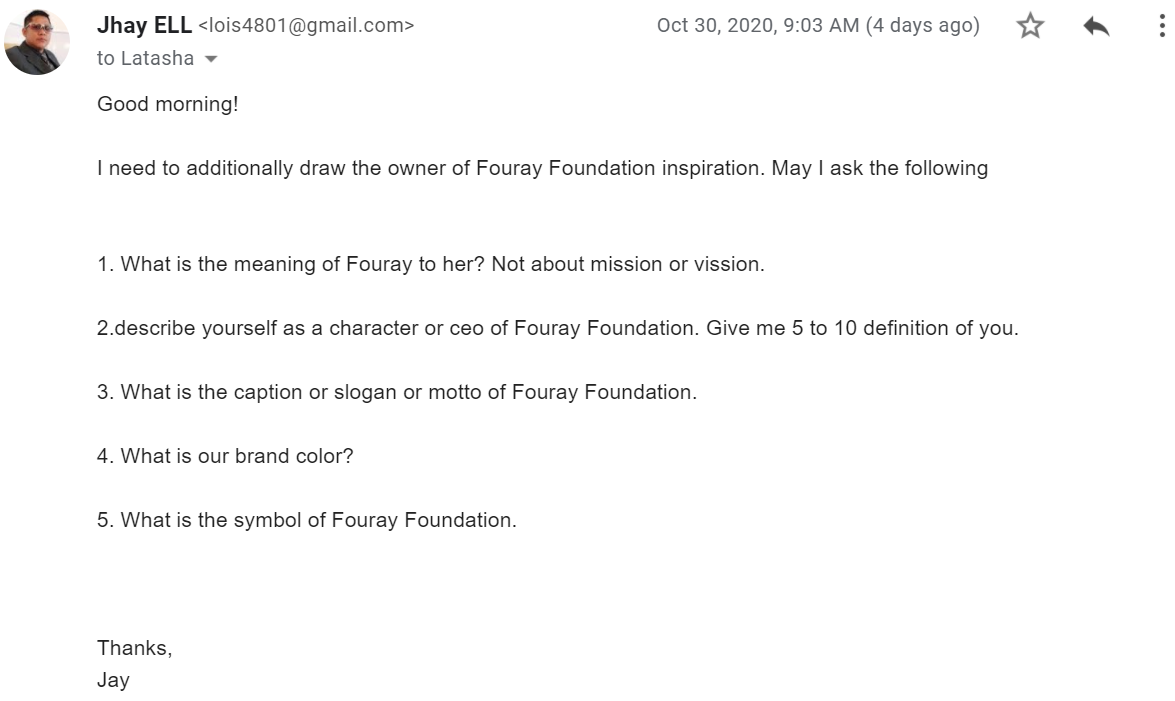 Jhay ELL <lois4801@gmail.com> Oct 30, 2020, 9:03 AM (4 days ago)
to Latasha
Good morning!
I need to additionally draw the owner of Fouray Foundation inspiration. May I ask the following
1. What is the meaning of Fouray to her? Not about mission or vission.
2.describe yourself as a character or ceo of Fouray Foundation. Give me 5 to 10 definition of you.
3. What is the caption or slogan or motto of Fouray Foundation.
4. What is our brand color?
5. What is the symbol of Fouray Foundation.
Thanks,
Jay